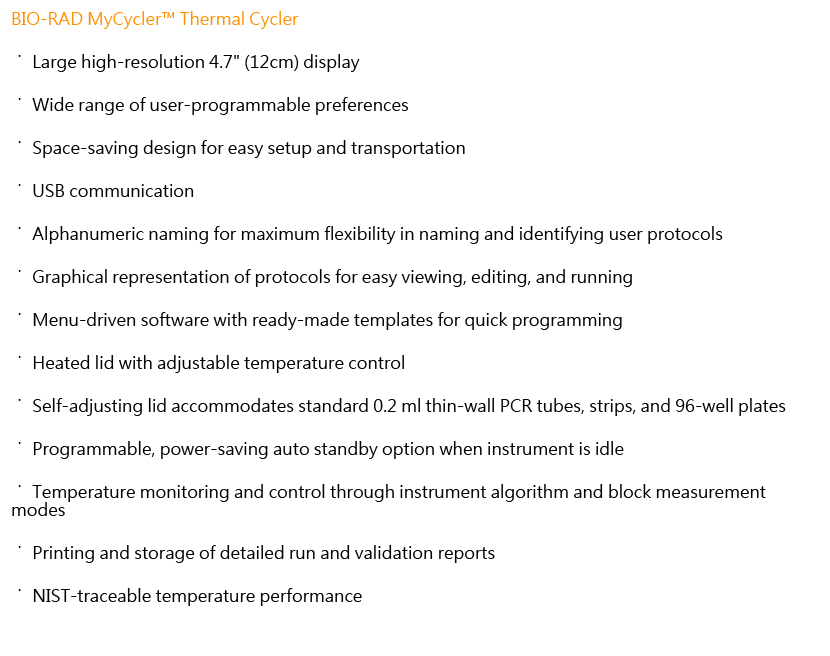 BIO-RAD MyCycler™ Thermal Cycler
· Large high-resolution 4.7" (12cm) display
· Wide range of user-programmable preferences
· Space-saving design for easy setup and transportation
· USB communication
· Alphanumeric naming for maximum flexibility in naming and identifying user protocols
· Graphical representation of protocols for easy viewing, editing, and running
· Menu-driven software with ready-made templates for quick programming
· Heated lid with adjustable temperature control
· Self-adjusting lid accommodates standard 0.2 ml thin-wall PCR tubes, strips, and 96-well plates
· Programmable, power-saving auto standby option when instrument is idle
· Temperature monitoring and control through instrument algorithm and block measurement
modes
· Printing and storage of detailed run and validation reports
· NIST-traceable temperature performance